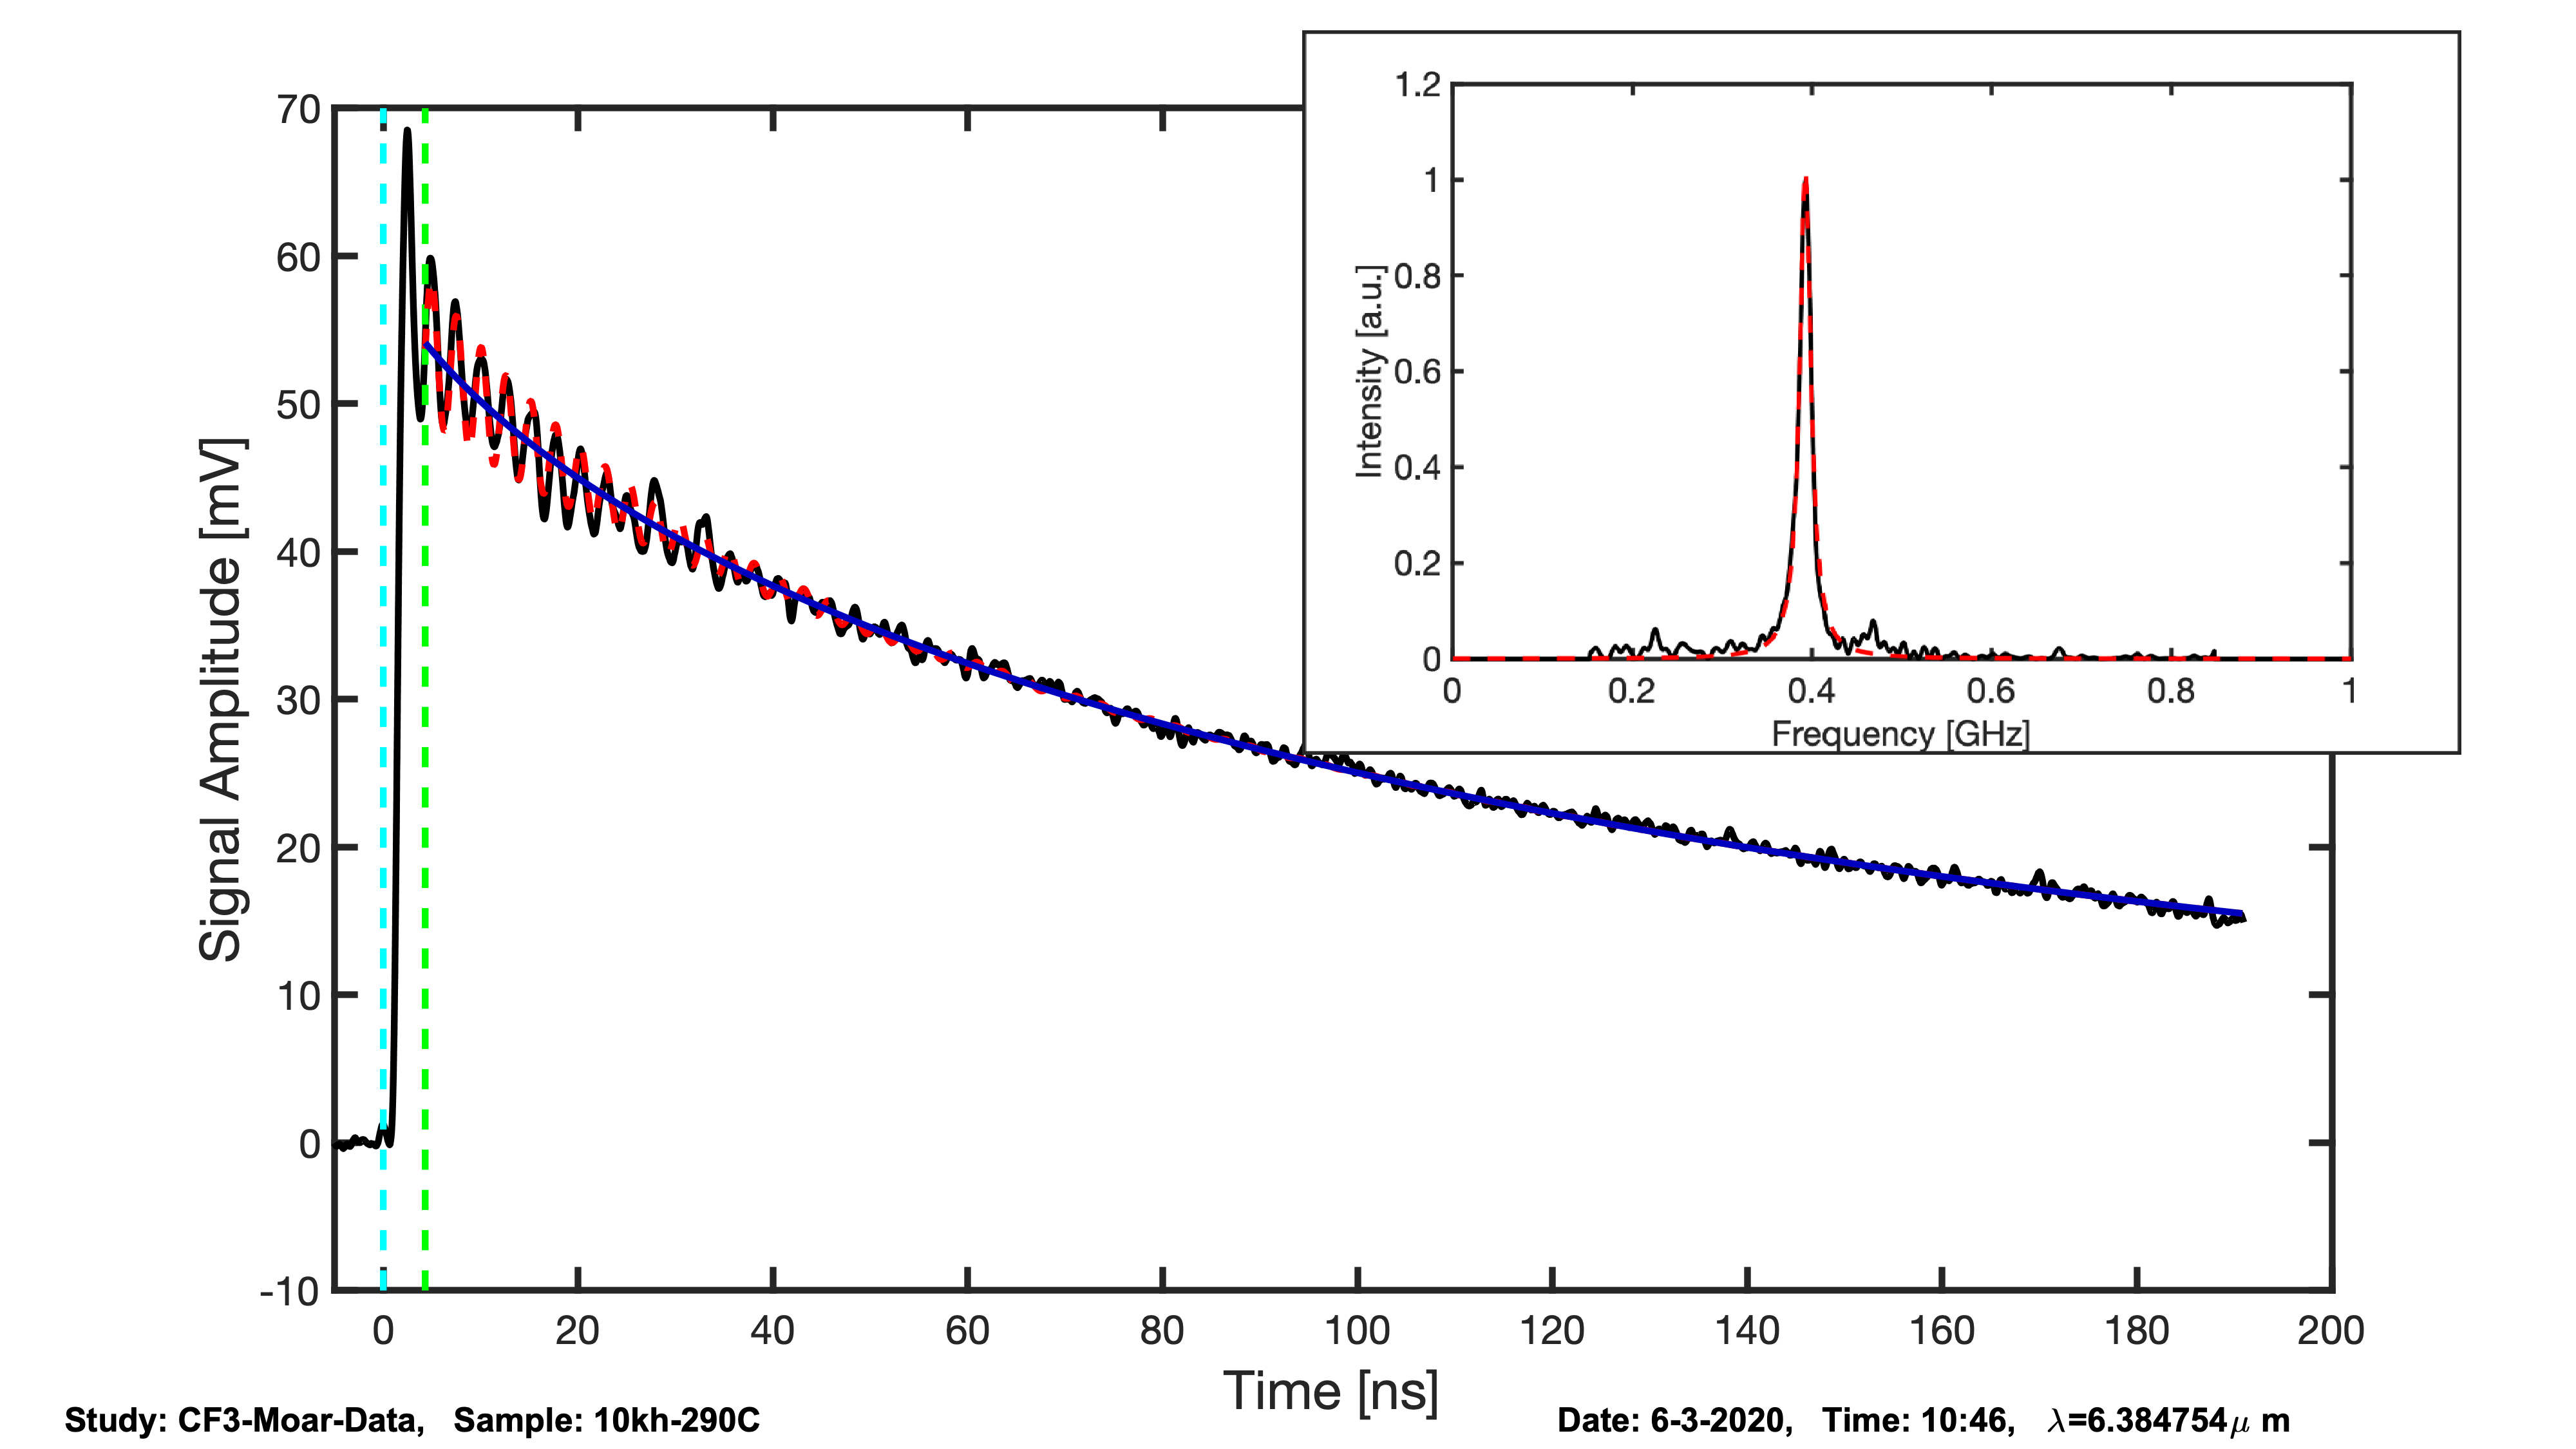 1.2
1
0.8
0.6
0.4
0.2
0
Intensity [a.u.]
0 0.2 0.4 0.6 0.8 1
Frequency [GHz]
70
60
50
40
30
20
10
0
-10
Signal Amplitude [mV]
0 20 40 60 80 100 120 140 160 180 200
Time [ns]
Study: CF3-Moar-Data, Sample: 10kh-290C
Date: 6-3-2020, Time: 10:46, λ=6.384754μ m